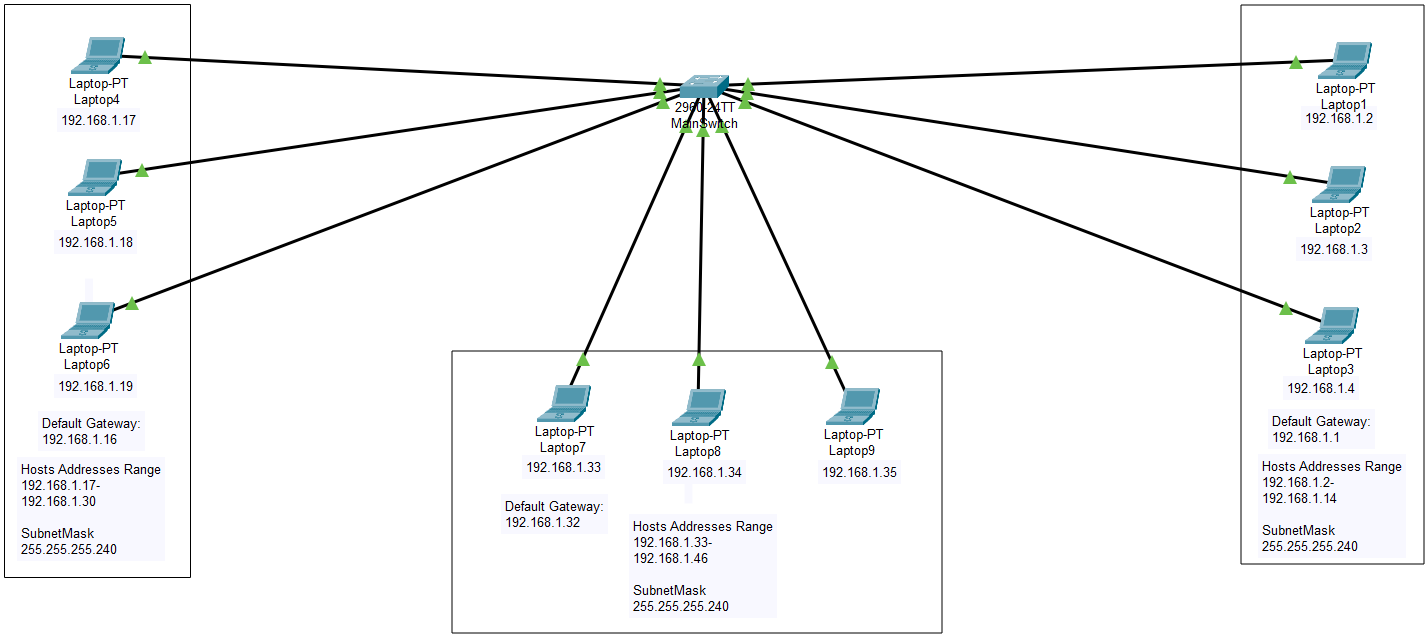 Laptop-PT
Laptop4
192.168.1.17
Laptop-PT
Laptop5
192.168.1.18
Laptop-PT
Laptop6
192.168.1.19
Default Gateway:
192.168.1.16
Hosts Addresses Range
192.168.1.17-
192.168.1.30
SubnetMask
255.255.255.240
2960-24TT
MainSwitch
Laptop-PT
Laptop7
192.168.1.33
Laptop-PT
Laptop8
192.168.1.34
Laptop-PT
Laptop9
192.168.1.35
Default Gateway:
192.168.1.32
Hosts Addresses Range
192.168.1.33-
192.168.1.46
SubnetMask
255.255.255.240
Laptop-PT
Laptop1
192.168.1.2
Laptop-PT
Laptop2
192.168.1.3
Laptop-PT
Laptop3
192.168.1.4
Default Gateway:
192.168.1.1
Hosts Addresses Range
192.168.1.2-
192.168.1.14
SubnetMask
255.255.255.240